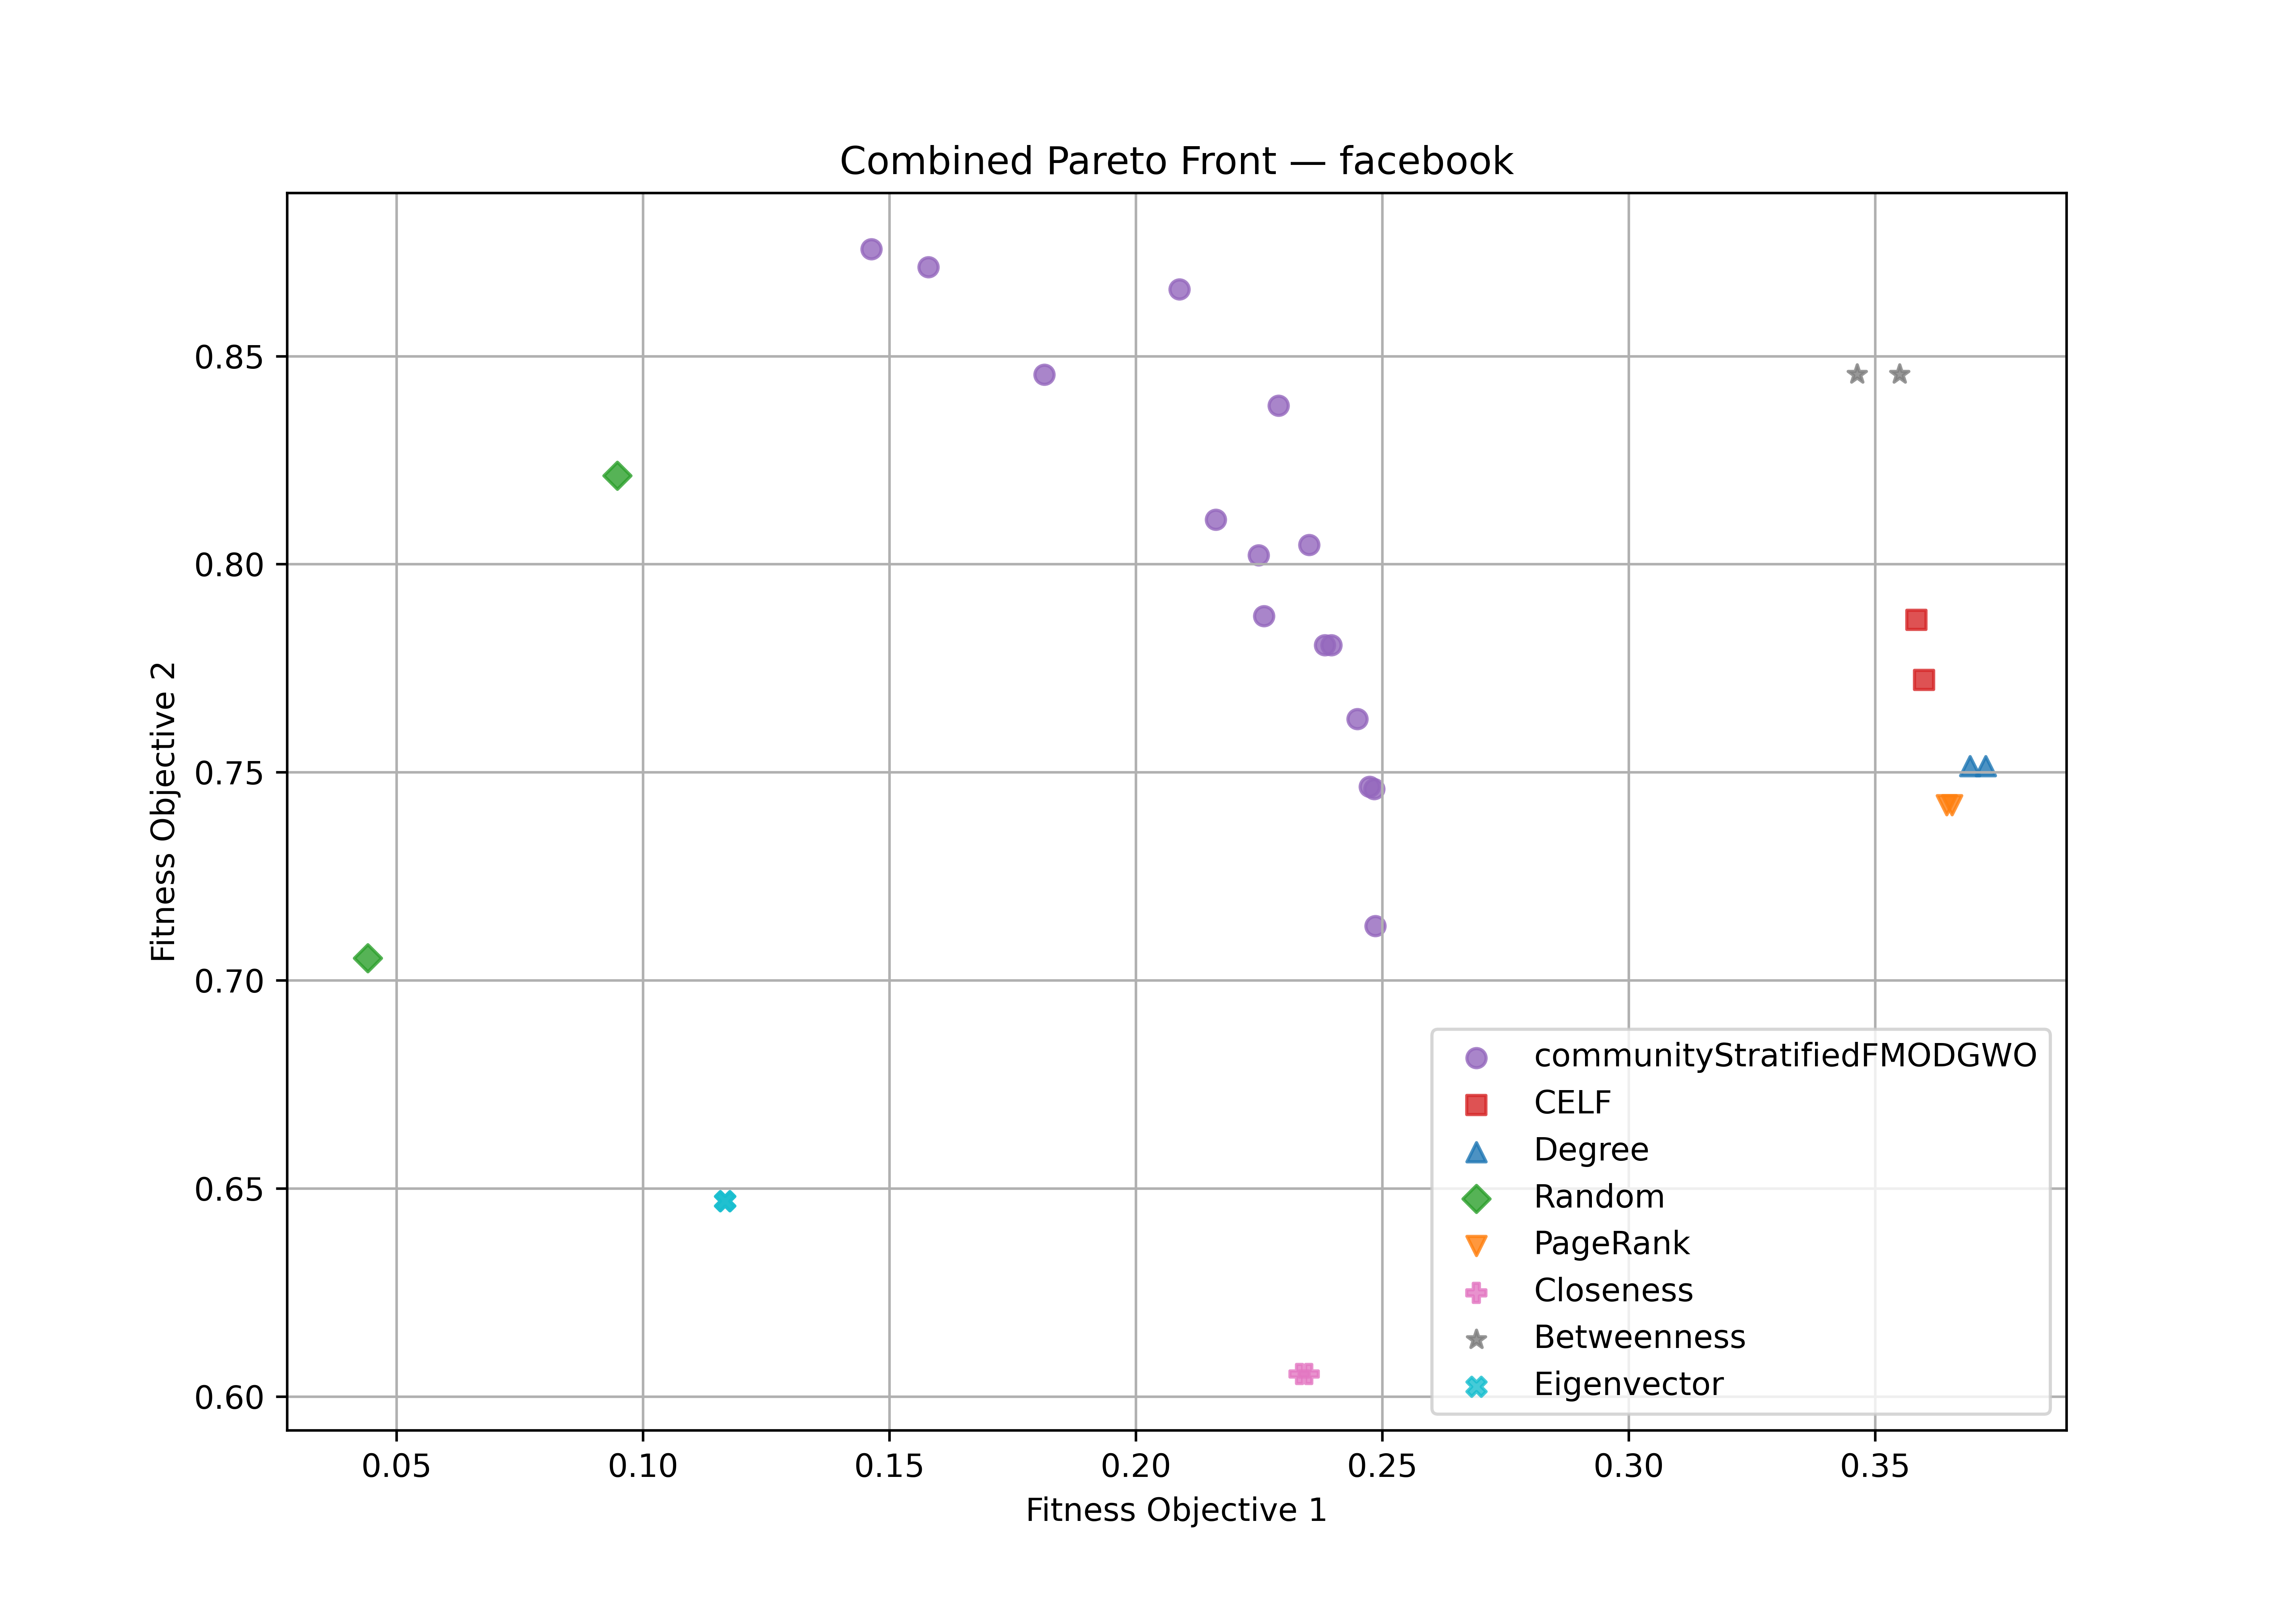 Combined Pareto Front — facebook
Fitness Objective 2
0.85
0.80
0.75
0.70
0.65
0.60
0.05
0.10
0.15
0.20
0.25
0.30
0.35
Fitness Objective 1
communityStratifiedFMODGWO
CELF
Degree
Random
PageRank
Closeness
Betweenness
Eigenvector